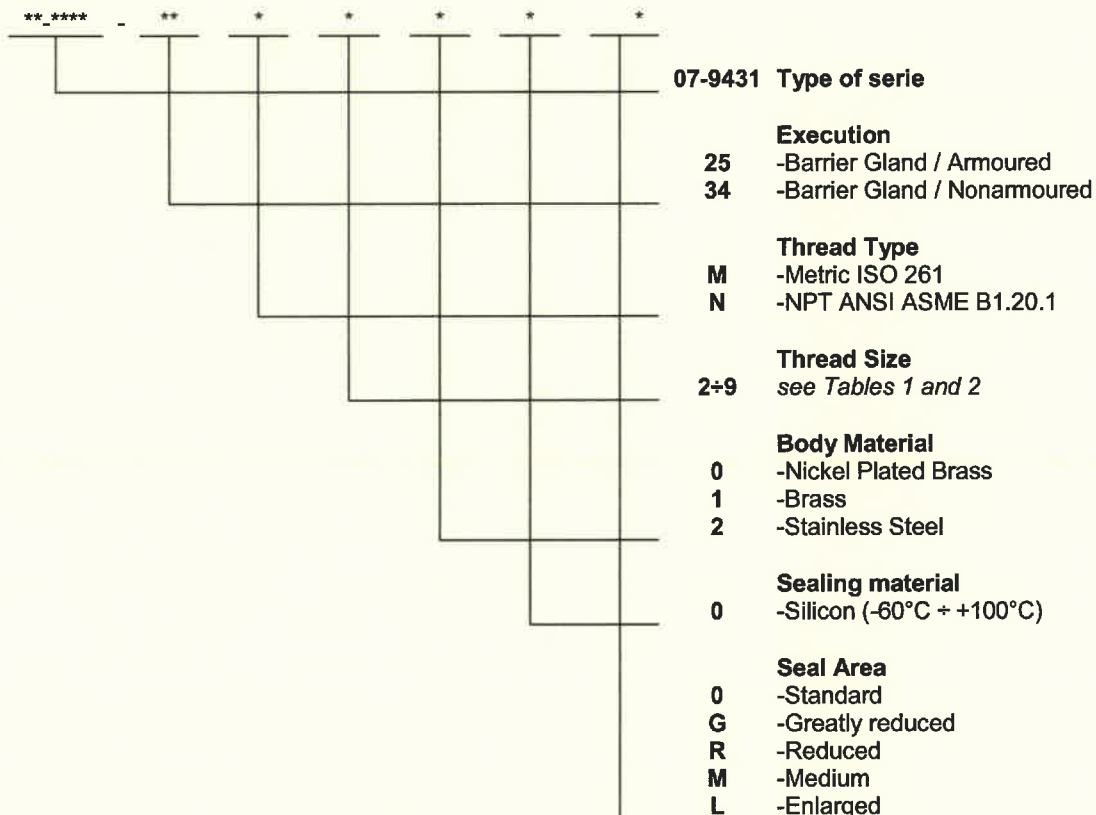 **-**** - ** * * * * *
07-9431 Type of serie
Execution
25 -Barrier Gland / Armoured
34 -Barrier Gland / Nonarmoured
Thread Type
M -Metric ISO 261
N -NPT ANSI ASME B1.20.1
Thread Size
2÷9 see Tables 1 and 2
Body Material
0 -Nickel Plated Brass
1 -Brass
2 -Stainless Steel
Sealing material
0 -Silicon (-60°C ÷ +100°C)
Seal Area
0 -Standard
G -Greatly reduced
R -Reduced
M -Medium
L -Enlarged